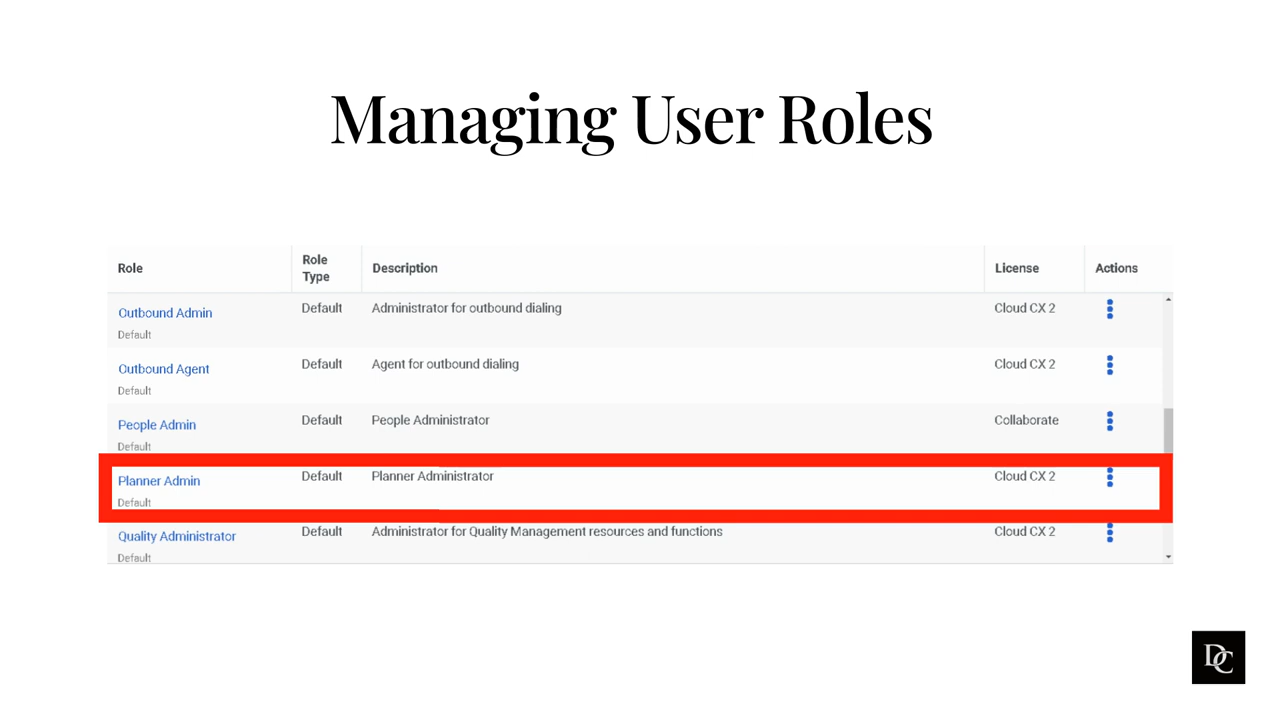 Managing User Roles
Role
Role
Type
Description
License
Actions
Outbound Admin
Default
Default
Administrator for outbound dialing
Cloud CX 2
Outbound Agent
Default
Default
Agent for outbound dialing
Cloud CX 2
People Admin
Default
Default
People Administrator
Collaborate
Planner Admin
Default
Default
Planner Administrator
Cloud CX 2
Quality Administrator
Default
Default
Administrator for Quality Management resources and functions
Cloud CX 2
DC